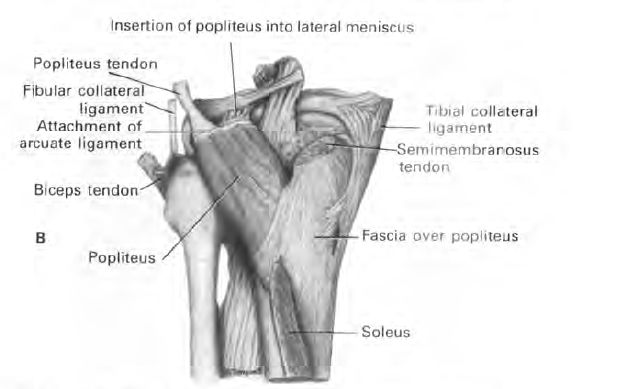 Insertion of popliteus into lateral meniscus
Popliteus tendon
Fibular collateral
ligament
Attachment of
arcuate ligament
Biceps tendon
B
Popliteus
Tibial collateral
ligament
Semimembranosus
tendon
Fascia over popliteus
Soleus